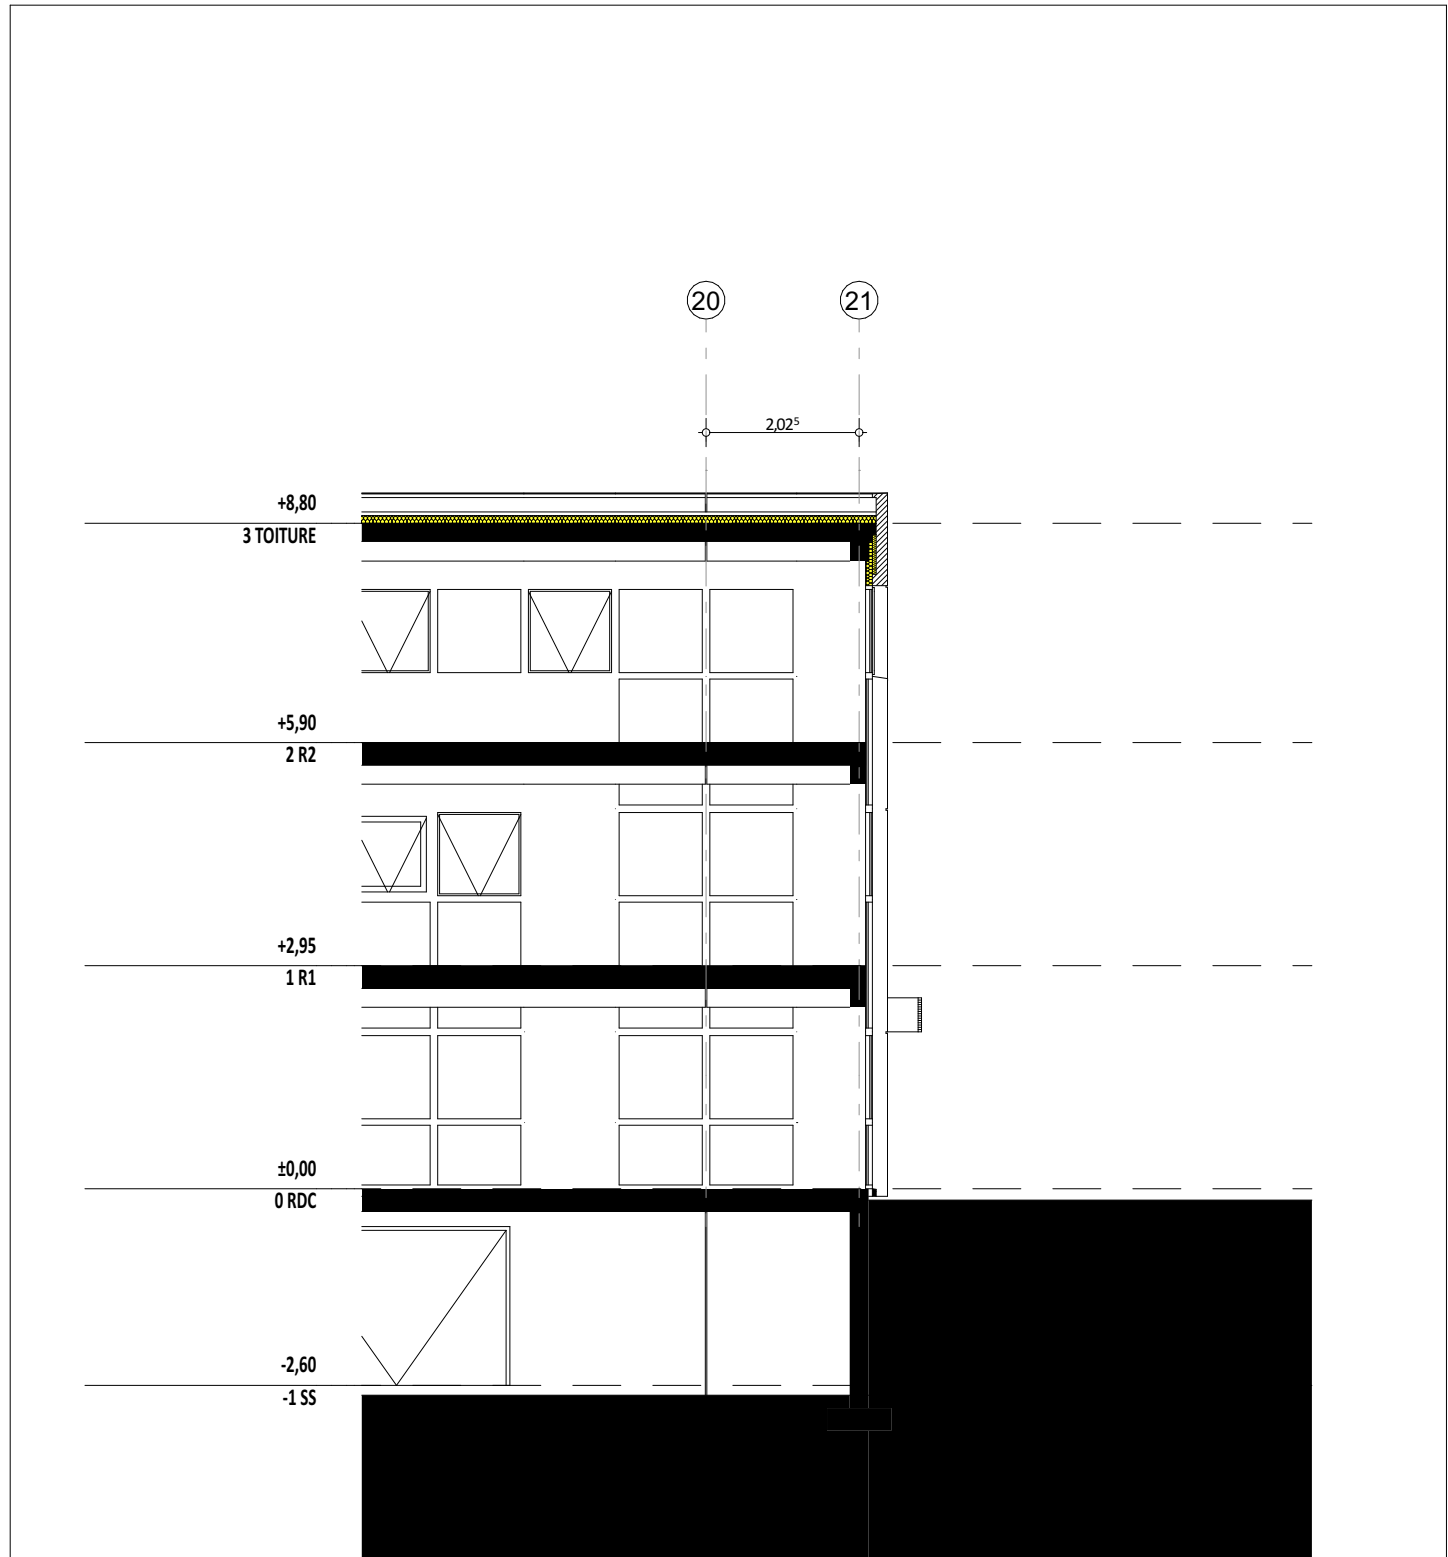 20 21
2,02⁵
+8,80
3 TOITURE
+5,90
2 R2
+2,95
1 R1
±0,00
0 RDC
-2,60
-1 SS